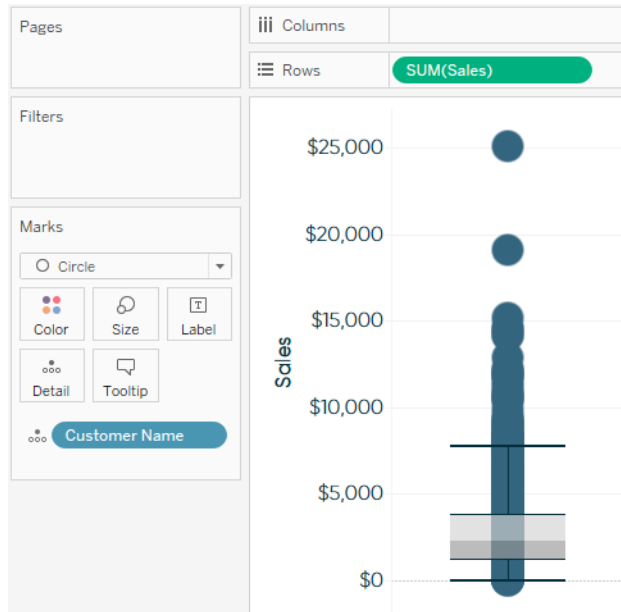 Pages
Columns
Rows
SUM(Sales)
Filters
Marks
Circle
Color
Size
Label
Detail
Tooltip
Customer Name
$25,000
$20,000
$15,000
$10,000
$5,000
$0
Sales